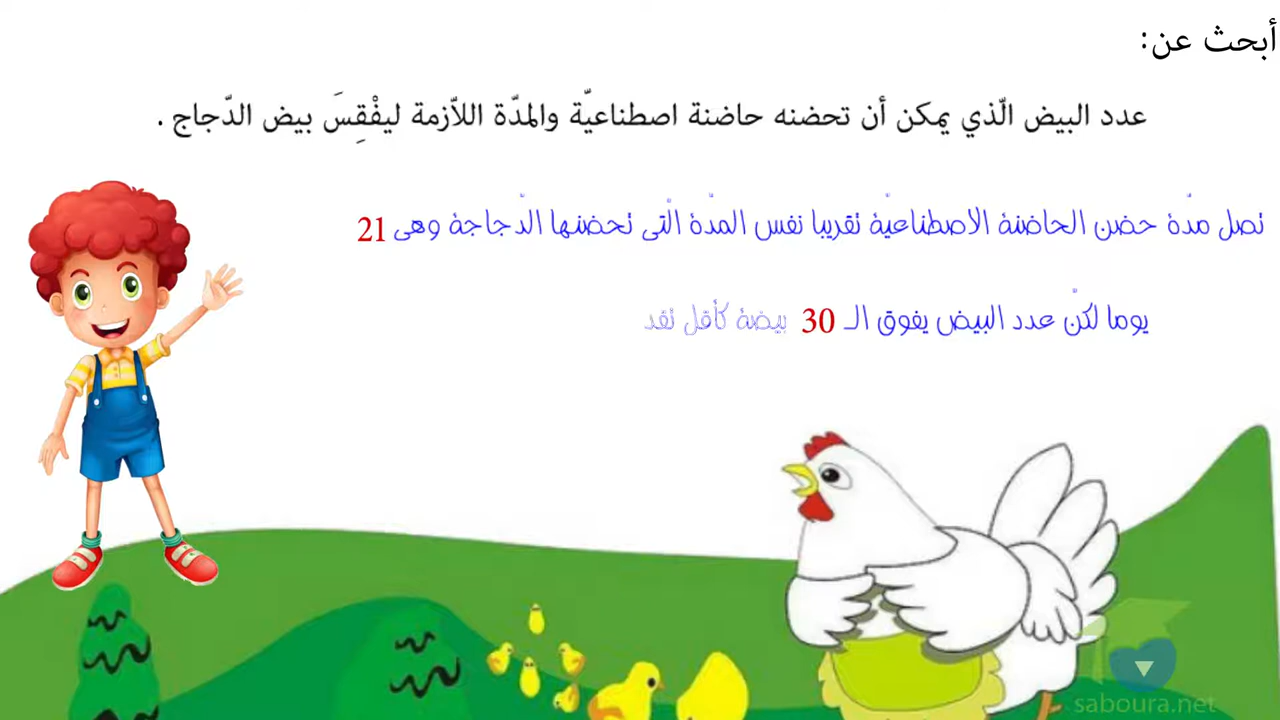 أبحث عن:
عدد البيض الّذي يمكن أن تحضنه حاضنة اصطناعيّة والمدّة اللاّزمة ليفْقِسَ بيض الدّجاج .
تصل مدّة حضن الحاضنة الاصطناعيّة تقريبا نفس المدّة الّتي تحضنها الدّجاجة وهي 21
يوما لكنّ عدد البيض يفوق الـ 30 بيضة كأقل تقد
saboura.net